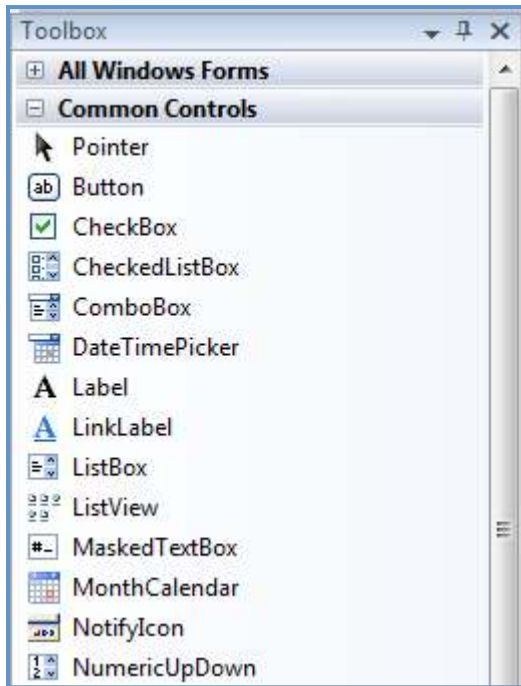 Toolbox
All Windows Forms
Common Controls
Pointer
Button
CheckBox
CheckedListBox
ComboBox
DateTimePicker
Label
LinkLabel
ListBox
ListView
MaskedTextBox
MonthCalendar
NotifyIcon
NumericUpDown